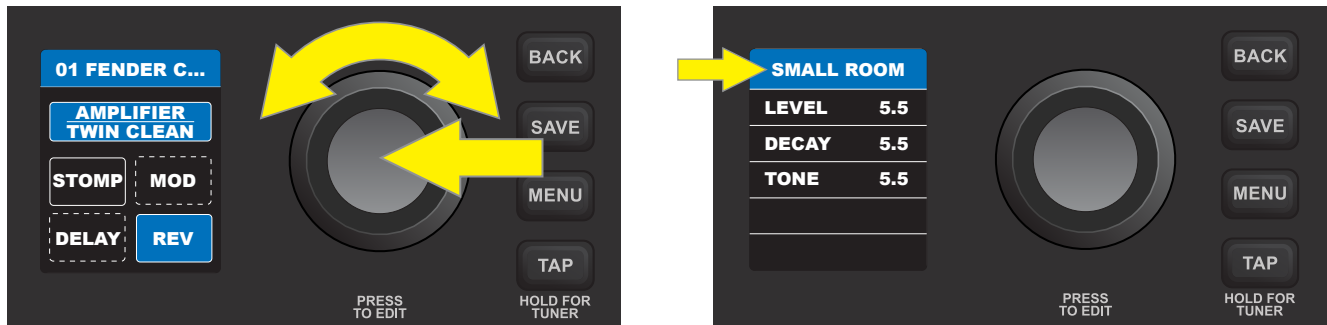 01 FENDER C...
AMPLIFIER
TWIN CLEAN
STOMP MOD
DELAY REV
PRESS
TO EDIT
BACK
SAVE
MENU
TAP
HOLD FOR
TUNER
SMALL ROOM
LEVEL 5.5
DECAY 5.5
TONE 5.5
PRESS
TO EDIT
BACK
SAVE
MENU
TAP
HOLD FOR
TUNER